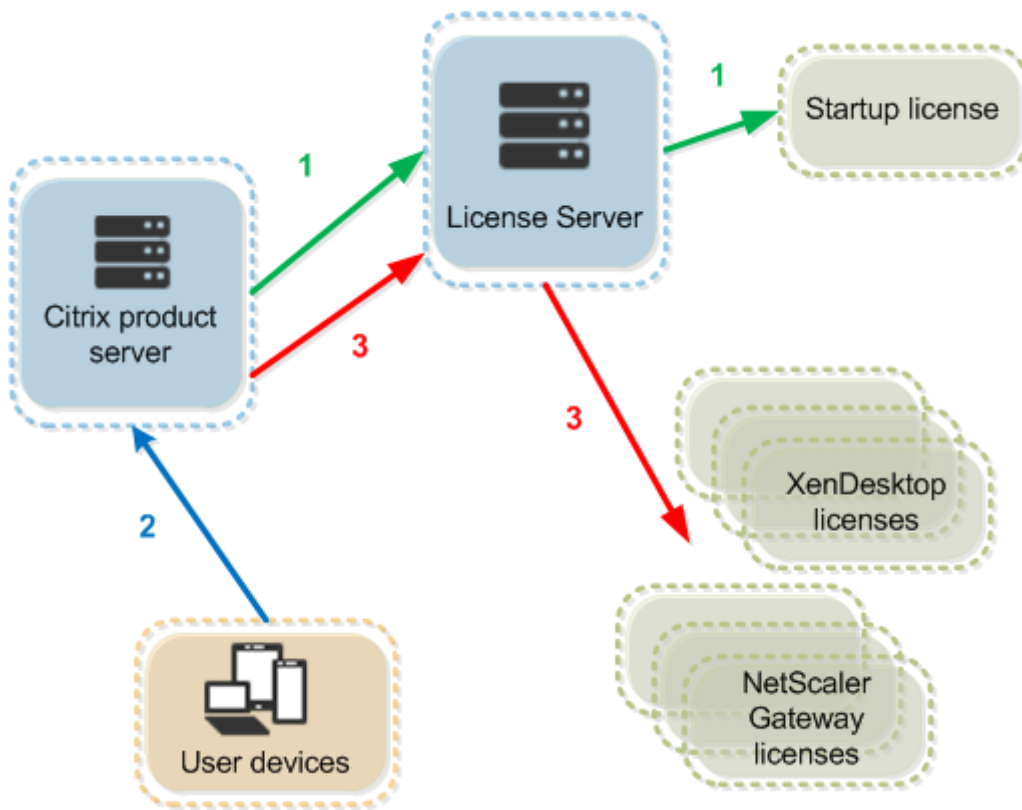 1
Startup license
1
License Server
Citrix product
server
3
3
XenDesktop
licenses
2
NetScaler
Gateway
licenses
User devices